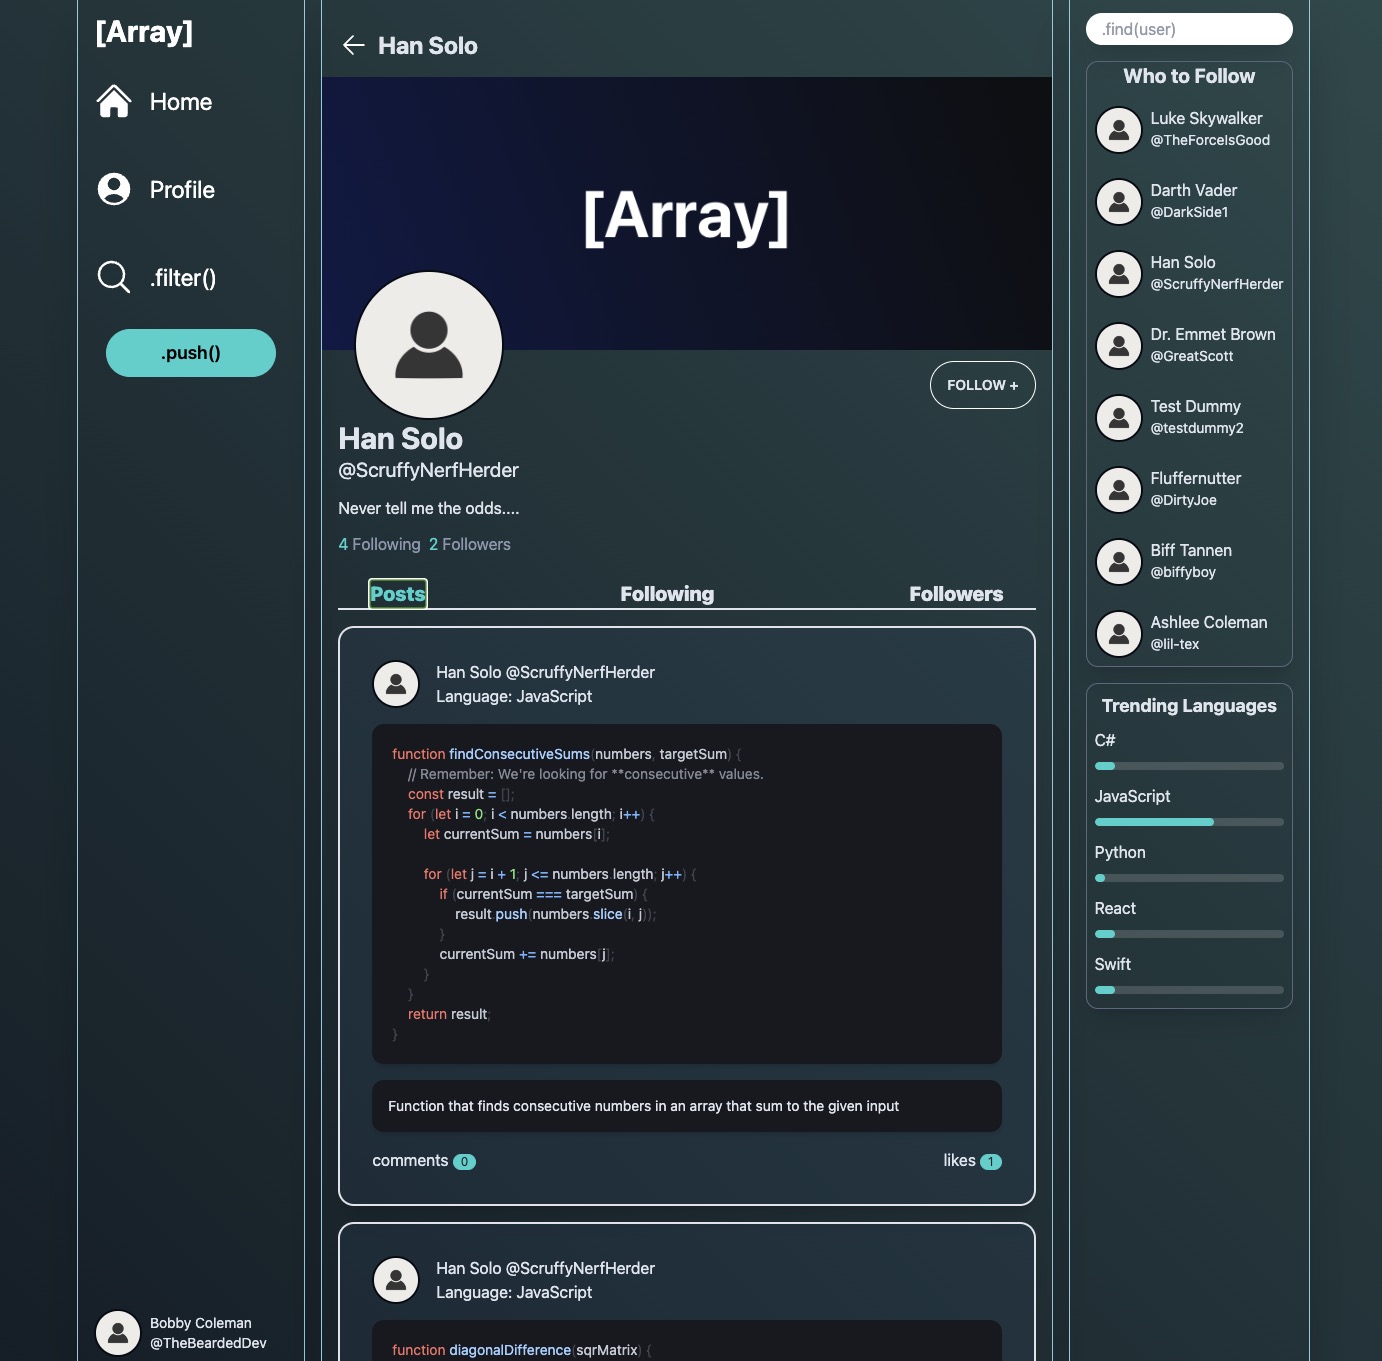 [Array]
Home
Profile
.filter()
.push()
Bobby Coleman
@TheBeardedDev
Han Solo
[Array]
FOLLOW +
Han Solo
@ScruffyNerfHerder
Never tell me the odds....
4 Following 2 Followers
Posts Following Followers
Han Solo @ScruffyNerfHerder
Language: JavaScript
function findConsecutiveSums(numbers, targetSum) {
// Remember: We're looking for **consecutive** values.
const result = [];
for (let i = 0; i < numbers.length; i++) {
let currentSum = numbers[i];
for (let j = i + 1; j <= numbers.length; j++) {
if (currentSum === targetSum) {
result.push(numbers.slice(i, j));
}
currentSum += numbers[j];
}
}
return result;
}
Function that finds consecutive numbers in an array that sum to the given input
comments 0 likes 1
Han Solo @ScruffyNerfHerder
Language: JavaScript
function diagonalDifference(sqrMatrix) {
.find(user)
Who to Follow
Luke Skywalker
@TheForceIsGood
Darth Vader
@DarkSide1
Han Solo
@ScruffyNerfHerder
Dr. Emmet Brown
@GreatScott
Test Dummy
@testdummy2
Fluffernutter
@DirtyJoe
Biff Tannen
@biffyboy
Ashlee Coleman
@lil-tex
Trending Languages
C#
JavaScript
Python
React
Swift